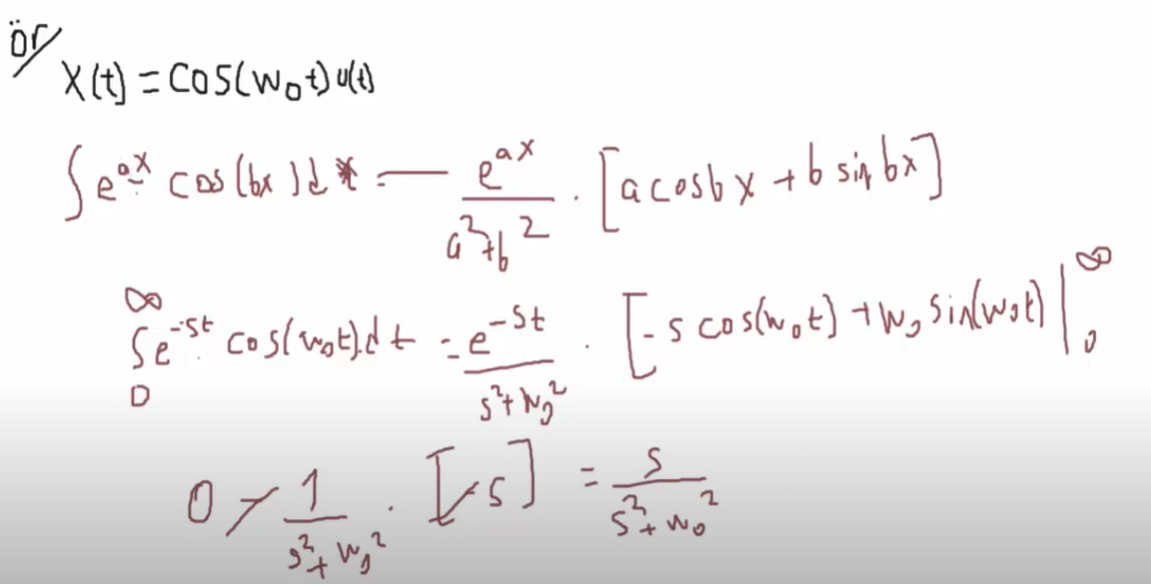 ör/
x(t) = cos(w₀t) u(t)
∫ e^{ax} cos(bx) dx = e^{ax}/(a²+b²) · [a cos bx + b sin bx]
∫₀^∞ e^{-st} cos(w₀t).dt = e^{-st}/(s²+w₀²) · [-s cos(w₀t) + w₀ sin(w₀t) |₀^∞
0 - 1/(s²+w₀²) · [-s] = s/(s²+w₀²)